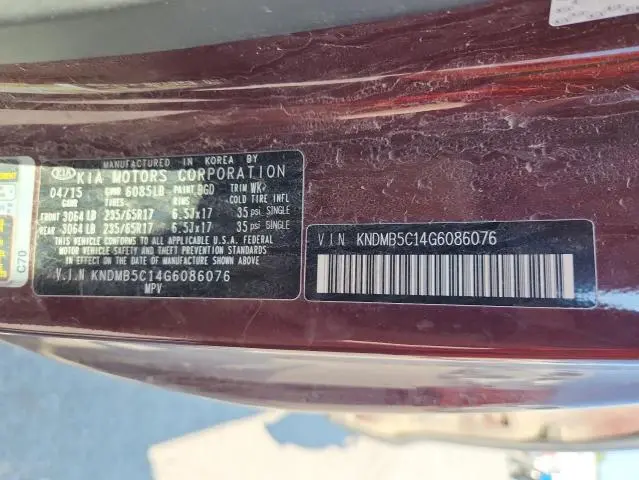 MANUFACTURED IN KOREA BY
KIA KIA MOTORS CORPORATION
04/15 GVWR 6085LB PAINT BGD TRIM WK
GAWR TIRES: RIMS COLD TIRE INFL
FRONT 3064 LB 235/65R17 6.5Jx17 35 psi SINGLE
REAR 3064 LB 235/65R17 6.5Jx17 35 psi SINGLE
THIS VEHICLE CONFORMS TO ALL APPLICABLE U.S.A. FEDERAL
MOTOR VEHICLE SAFETY, BUMPER, AND THEFT PREVENTION STANDARDS
IN EFFECT ON THE DATE OF MANUFACTURE SHOWN ABOVE.
V.I.N KNDMB5C14G6086076
MPV
C70
VIN KNDMB5C14G6086076